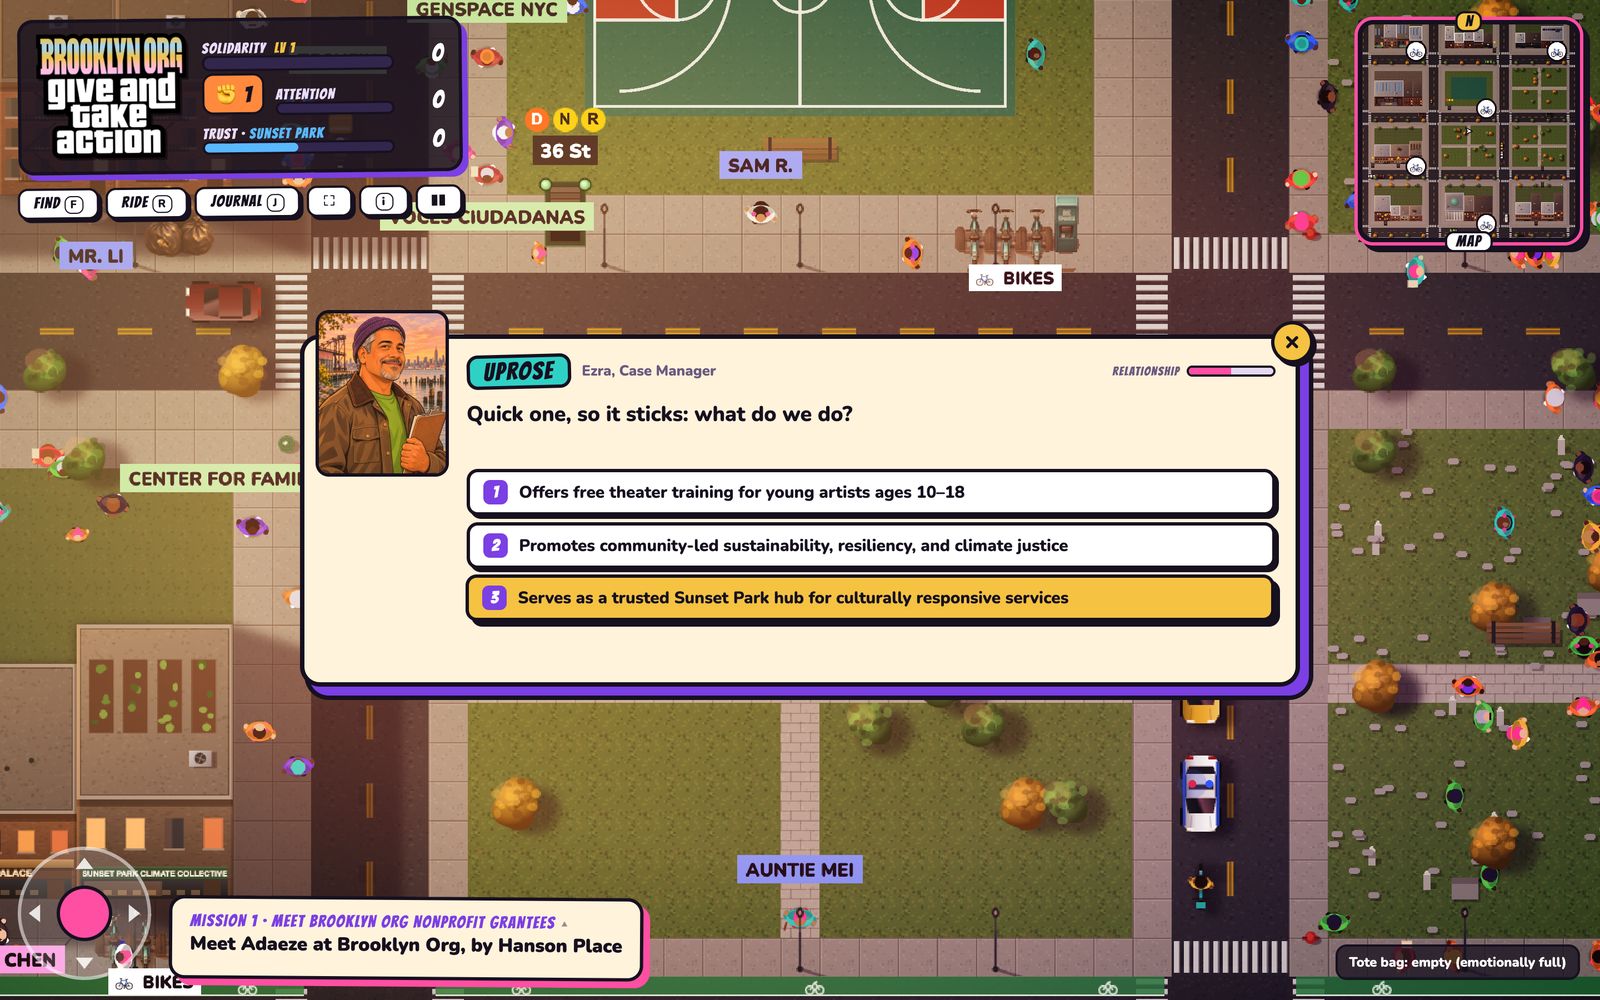 GENSPACE NYC
BROOKLYN ORG
give and
take
action
SOLIDARITY LV 1
0
1
ATTENTION
0
TRUST · SUNSET PARK
0
FIND F
RIDE R
JOURNAL J
i
N
MAP
D N R
36 St
SAM R.
VOCES CIUDADANAS
MR. LI
BIKES
UPROSE
Ezra, Case Manager
RELATIONSHIP
Quick one, so it sticks: what do we do?
1 Offers free theater training for young artists ages 10–18
2 Promotes community-led sustainability, resiliency, and climate justice
3 Serves as a trusted Sunset Park hub for culturally responsive services
CENTER FOR FAMI
AUNTIE MEI
ALACE
SUNSET PARK CLIMATE COLLECTIVE
MISSION 1 · MEET BROOKLYN ORG NONPROFIT GRANTEES
Meet Adaeze at Brooklyn Org, by Hanson Place
CHEN
BIKES
Tote bag: empty (emotionally full)